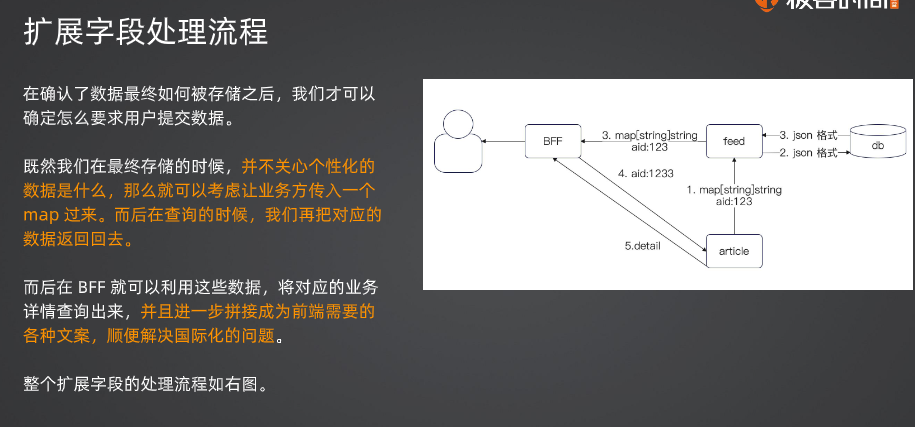 扩展字段处理流程
在确认了数据最终如何被存储之后，我们才可以
确定怎么要求用户提交数据。
既然我们在最终存储的时候，并不关心个性化的
数据是什么，那么就可以考虑让业务方传入一个
map 过来。而后在查询的时候，我们再把对应的
数据返回回去。
而后在 BFF 就可以利用这些数据，将对应的业务
详情查询出来，并且进一步拼接成为前端需要的
各种文案，顺便解决国际化的问题。
整个扩展字段的处理流程如右图。
BFF
3. map[string]string
aid:123
feed
3. json 格式
2. json 格式
db
4. aid:1233
1. map[string]string
aid:123
5.detail
article